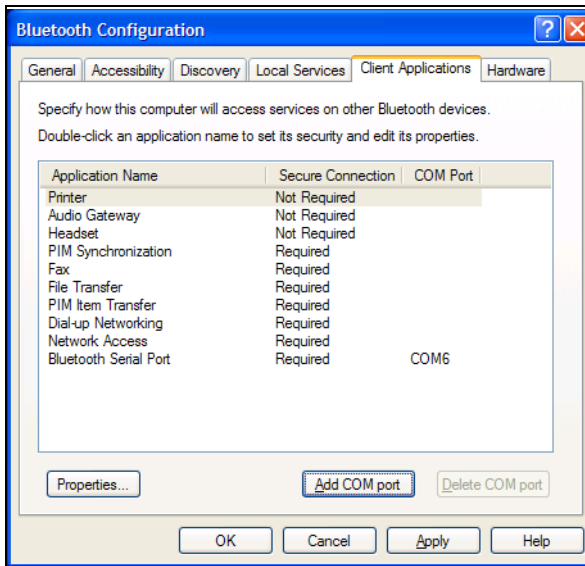 Bluetooth Configuration
General Accessibility Discovery Local Services Client Applications Hardware
Specify how this computer will access services on other Bluetooth devices.
Double-click an application name to set its security and edit its properties.
Application Name Secure Connection COM Port
Printer Not Required
Audio Gateway Not Required
Headset Not Required
PIM Synchronization Required
Fax Required
File Transfer Required
PIM Item Transfer Required
Dial-up Networking Required
Network Access Required
Bluetooth Serial Port Required COM6
Properties... Add COM port Delete COM port
OK Cancel Apply Help